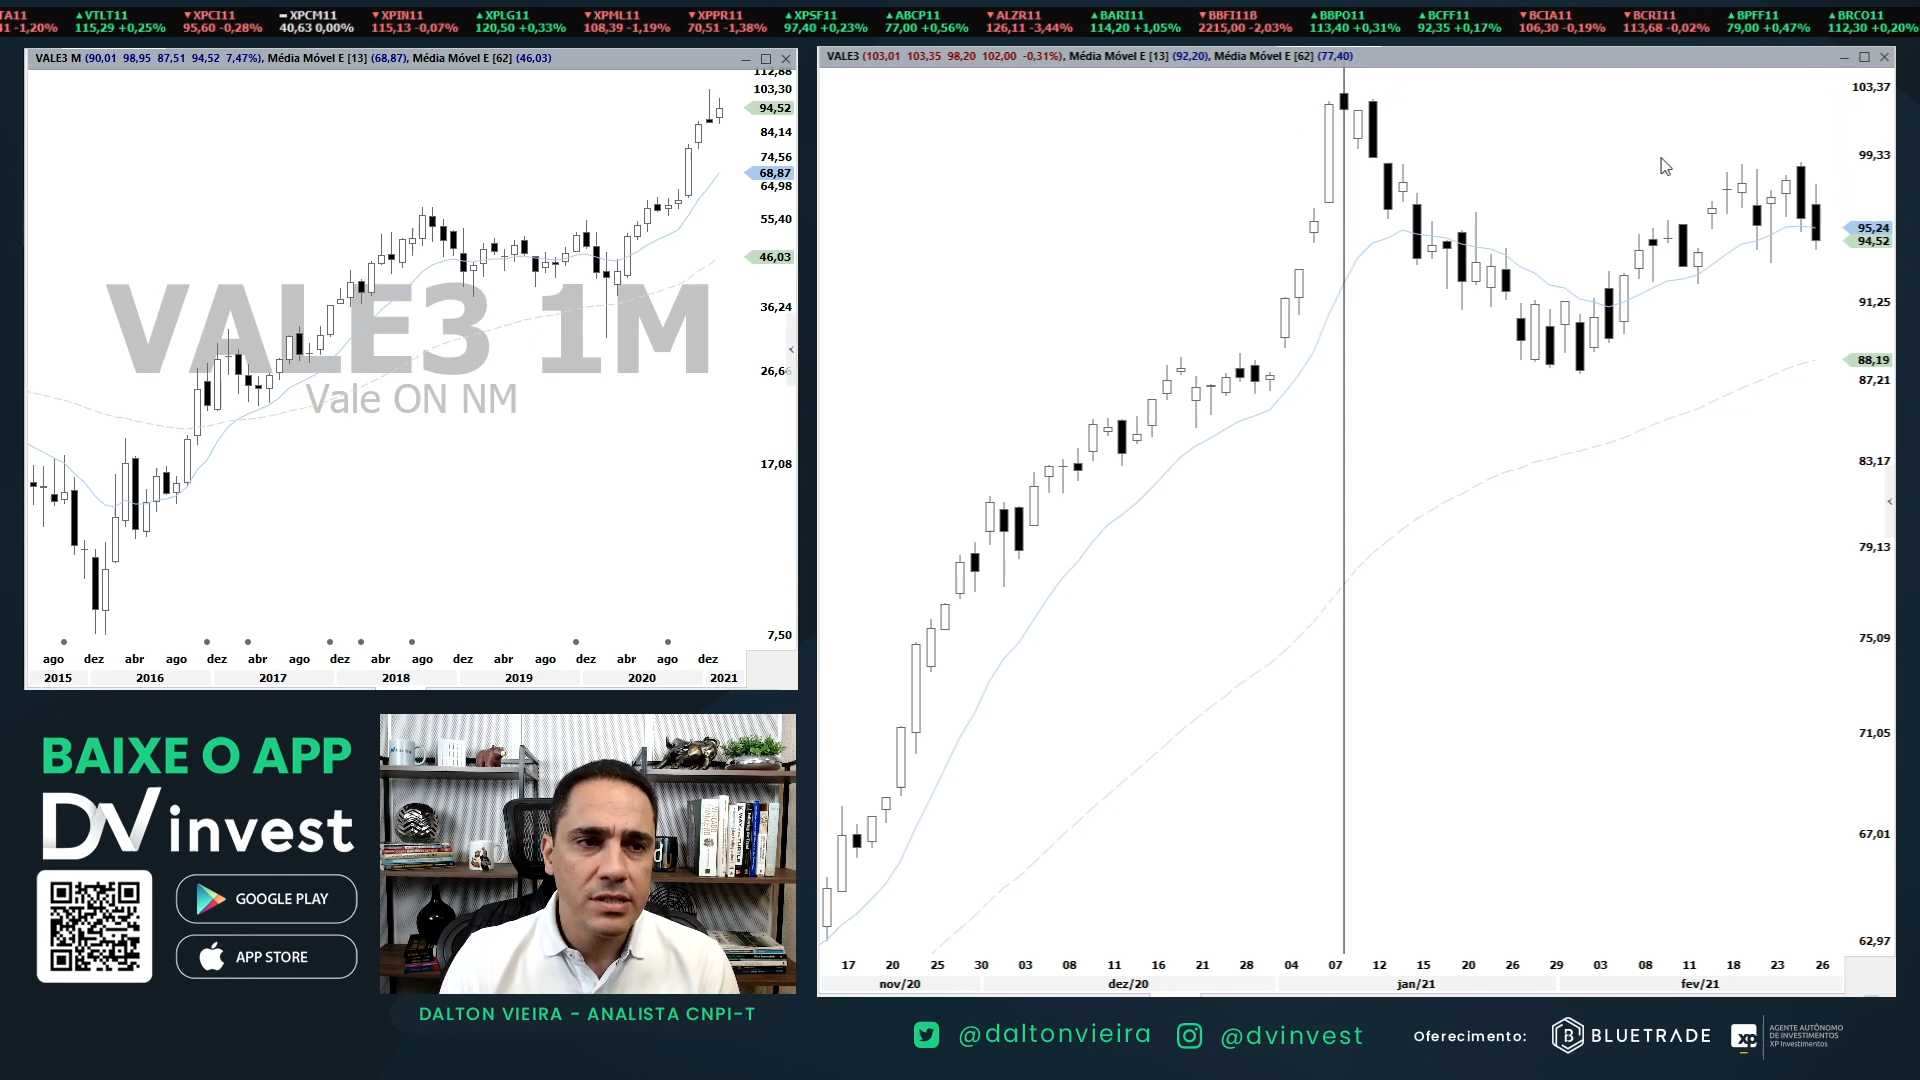 TA11 ▲VTLT11 ▼XPCI11 XPCM11 ▼XPIN11 ▲XPLG11 ▼XPML11 ▼XPPR11 ▲XPSF11 ▲ABCP11 ▼ALZR11 ▲BARI11 ▼BBFI11B ▲BBPO11 ▲BCFF11 ▼BCIA11 ▼BCRI11 ▲BPFF11 ▲BRCO11
41 -1,20% 115,29 +0,25% 95,60 -0,28% 40,63 0,00% 115,13 -0,07% 120,50 +0,33% 108,39 -1,19% 70,51 -1,38% 97,40 +0,23% 77,00 +0,56% 126,11 -3,44% 114,20 +1,05% 2215,00 -2,03% 113,40 +0,31% 92,35 +0,17% 106,30 -0,19% 113,68 -0,02% 79,00 +0,47% 112,30 +0,20%
VALE3 M (90,01 98,95 87,51 94,52 7,47%), Média Móvel E [13] (68,87), Média Móvel E [62] (46,03)
112,88
103,30
94,52
84,14
74,56
68,87
64,98
55,40
46,03
36,24
26,66
17,08
7,50
VALE3 1M
Vale ON NM
ago dez abr ago dez abr ago dez abr ago dez abr ago dez abr ago dez
2015 2016 2017 2018 2019 2020 2021
VALE3 (103,01 103,35 98,20 102,00 -0,31%), Média Móvel E [13] (92,20), Média Móvel E [62] (77,40)
103,37
99,33
95,24
94,52
91,25
88,19
87,21
83,17
79,13
75,09
71,05
67,01
62,97
17 20 25 30 03 08 11 16 21 28 04 07 12 15 20 26 29 03 08 11 18 23 26
nov/20 dez/20 jan/21 fev/21
BAIXE O APP
DV invest
GOOGLE PLAY
APP STORE
DALTON VIEIRA - ANALISTA CNPI-T
@daltonvieira @dvinvest
Oferecimento:
BLUETRADE
xp
AGENTE AUTÔNOMO
DE INVESTIMENTOS
XP Investimentos